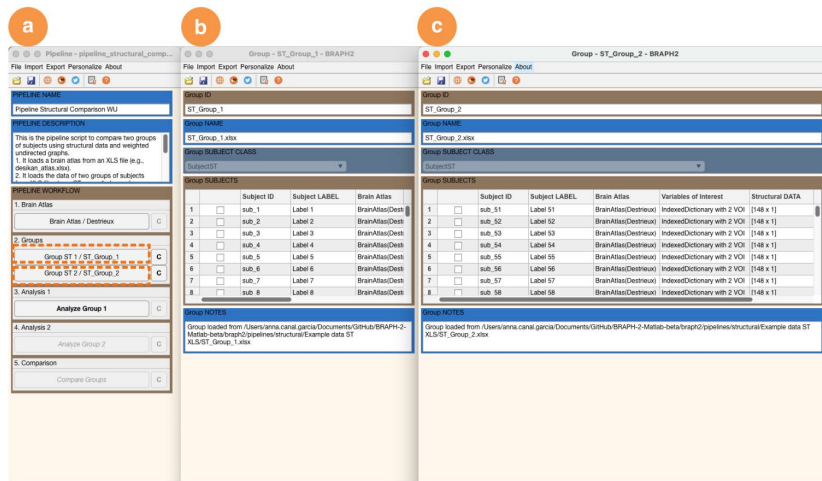 a
b
c
Pipeline - pipeline_structural_comp...
File Import Export Personalize About
PIPELINE NAME
Pipeline Structural Comparison WU
PIPELINE DESCRIPTION
This is the pipeline script to compare two groups
of subjects using structural data and weighted
undirected graphs.
1. It loads a brain atlas from an XLS file (e.g.,
desikan_atlas.xlsx).
2. It loads the data of two groups of subjects
PIPELINE WORKFLOW
1. Brain Atlas
Brain Atlas / Destrieux C
2. Groups
Group ST 1 / ST_Group_1 C
Group ST 2 / ST_Group_2 C
3. Analysis 1
Analyze Group 1 C
4. Analysis 2
Analyze Group 2 C
5. Comparison
Compare Groups C
Group - ST_Group_1 - BRAPH2
File Import Export Personalize About
Group ID
ST_Group_1
Group NAME
ST_Group_1.xlsx
Group SUBJECT CLASS
SubjectST
Group SUBJECTS
Subject ID Subject LABEL Brain Atlas
1 sub_1 Label 1 BrainAtlas(Dest
2 sub_2 Label 2 BrainAtlas(Dest
3 sub_3 Label 3 BrainAtlas(Dest
4 sub_4 Label 4 BrainAtlas(Dest
5 sub_5 Label 5 BrainAtlas(Dest
6 sub_6 Label 6 BrainAtlas(Dest
7 sub_7 Label 7 BrainAtlas(Dest
8 sub_8 Label 8 BrainAtlas(Dest
Group NOTES
Group loaded from /Users/anna.canal.garcia/Documents/GitHub/BRAPH-2-
Matlab-beta/braph2/pipelines/structural/Example data ST
XLS/ST_Group_1.xlsx
Group - ST_Group_2 - BRAPH2
File Import Export Personalize About
Group ID
ST_Group_2
Group NAME
ST_Group_2.xlsx
Group SUBJECT CLASS
SubjectST
Group SUBJECTS
Subject ID Subject LABEL Brain Atlas Variables of Interest Structural DATA
1 sub_51 Label 51 BrainAtlas(Destrieux) IndexedDictionary with 2 VOI [148 x 1]
2 sub_52 Label 52 BrainAtlas(Destrieux) IndexedDictionary with 2 VOI [148 x 1]
3 sub_53 Label 53 BrainAtlas(Destrieux) IndexedDictionary with 2 VOI [148 x 1]
4 sub_54 Label 54 BrainAtlas(Destrieux) IndexedDictionary with 2 VOI [148 x 1]
5 sub_55 Label 55 BrainAtlas(Destrieux) IndexedDictionary with 2 VOI [148 x 1]
6 sub_56 Label 56 BrainAtlas(Destrieux) IndexedDictionary with 2 VOI [148 x 1]
7 sub_57 Label 57 BrainAtlas(Destrieux) IndexedDictionary with 2 VOI [148 x 1]
8 sub_58 Label 58 BrainAtlas(Destrieux) IndexedDictionary with 2 VOI [148 x 1]
Group NOTES
Group loaded from /Users/anna.canal.garcia/Documents/GitHub/BRAPH-2-Matlab-beta/braph2/pipelines/structural/Example data ST
XLS/ST_Group_2.xlsx